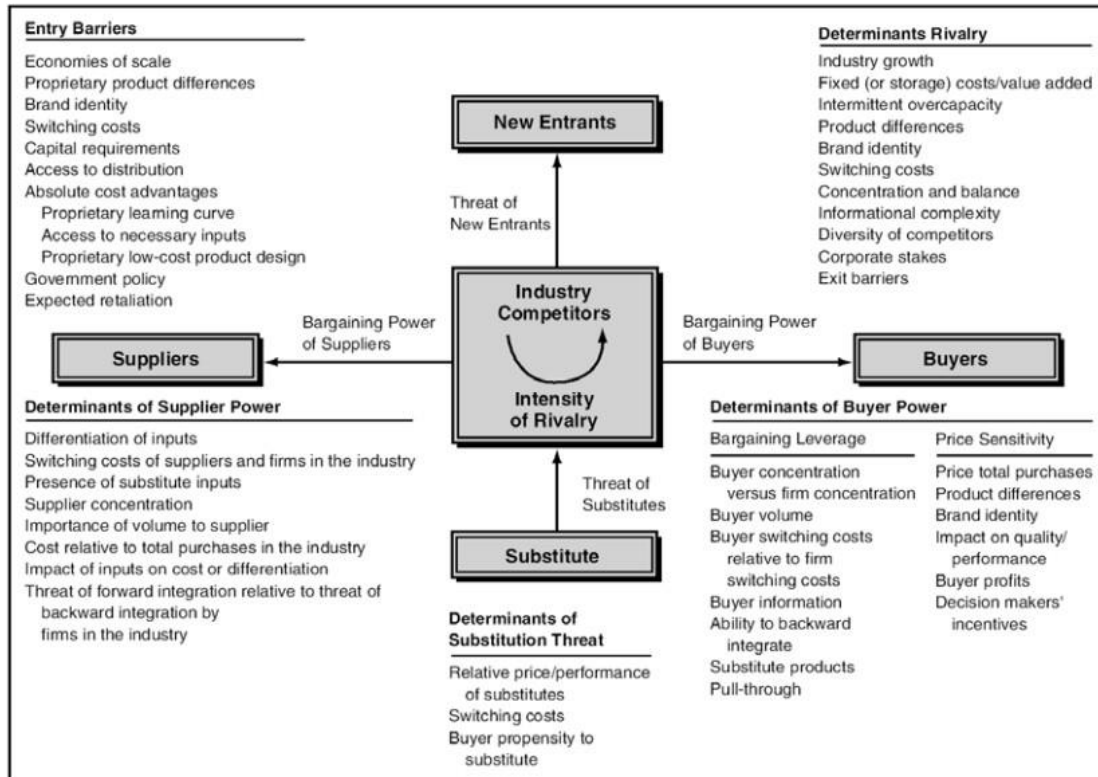 Entry Barriers
Economies of scale
Proprietary product differences
Brand identity
Switching costs
Capital requirements
Access to distribution
Absolute cost advantages
Proprietary learning curve
Access to necessary inputs
Proprietary low-cost product design
Government policy
Expected retaliation
New Entrants
Threat of
New Entrants
Determinants Rivalry
Industry growth
Fixed (or storage) costs/value added
Intermittent overcapacity
Product differences
Brand identity
Switching costs
Concentration and balance
Informational complexity
Diversity of competitors
Corporate stakes
Exit barriers
Suppliers
Bargaining Power
of Suppliers
Industry
Competitors
Intensity
of Rivalry
Bargaining Power
of Buyers
Buyers
Determinants of Supplier Power
Differentiation of inputs
Switching costs of suppliers and firms in the industry
Presence of substitute inputs
Supplier concentration
Importance of volume to supplier
Cost relative to total purchases in the industry
Impact of inputs on cost or differentiation
Threat of forward integration relative to threat of
backward integration by
firms in the industry
Threat of
Substitutes
Substitute
Determinants of
Substitution Threat
Relative price/performance
of substitutes
Switching costs
Buyer propensity to
substitute
Determinants of Buyer Power
Bargaining Leverage
Buyer concentration
versus firm concentration
Buyer volume
Buyer switching costs
relative to firm
switching costs
Buyer information
Ability to backward
integrate
Substitute products
Pull-through
Price Sensitivity
Price total purchases
Product differences
Brand identity
Impact on quality/
performance
Buyer profits
Decision makers'
incentives